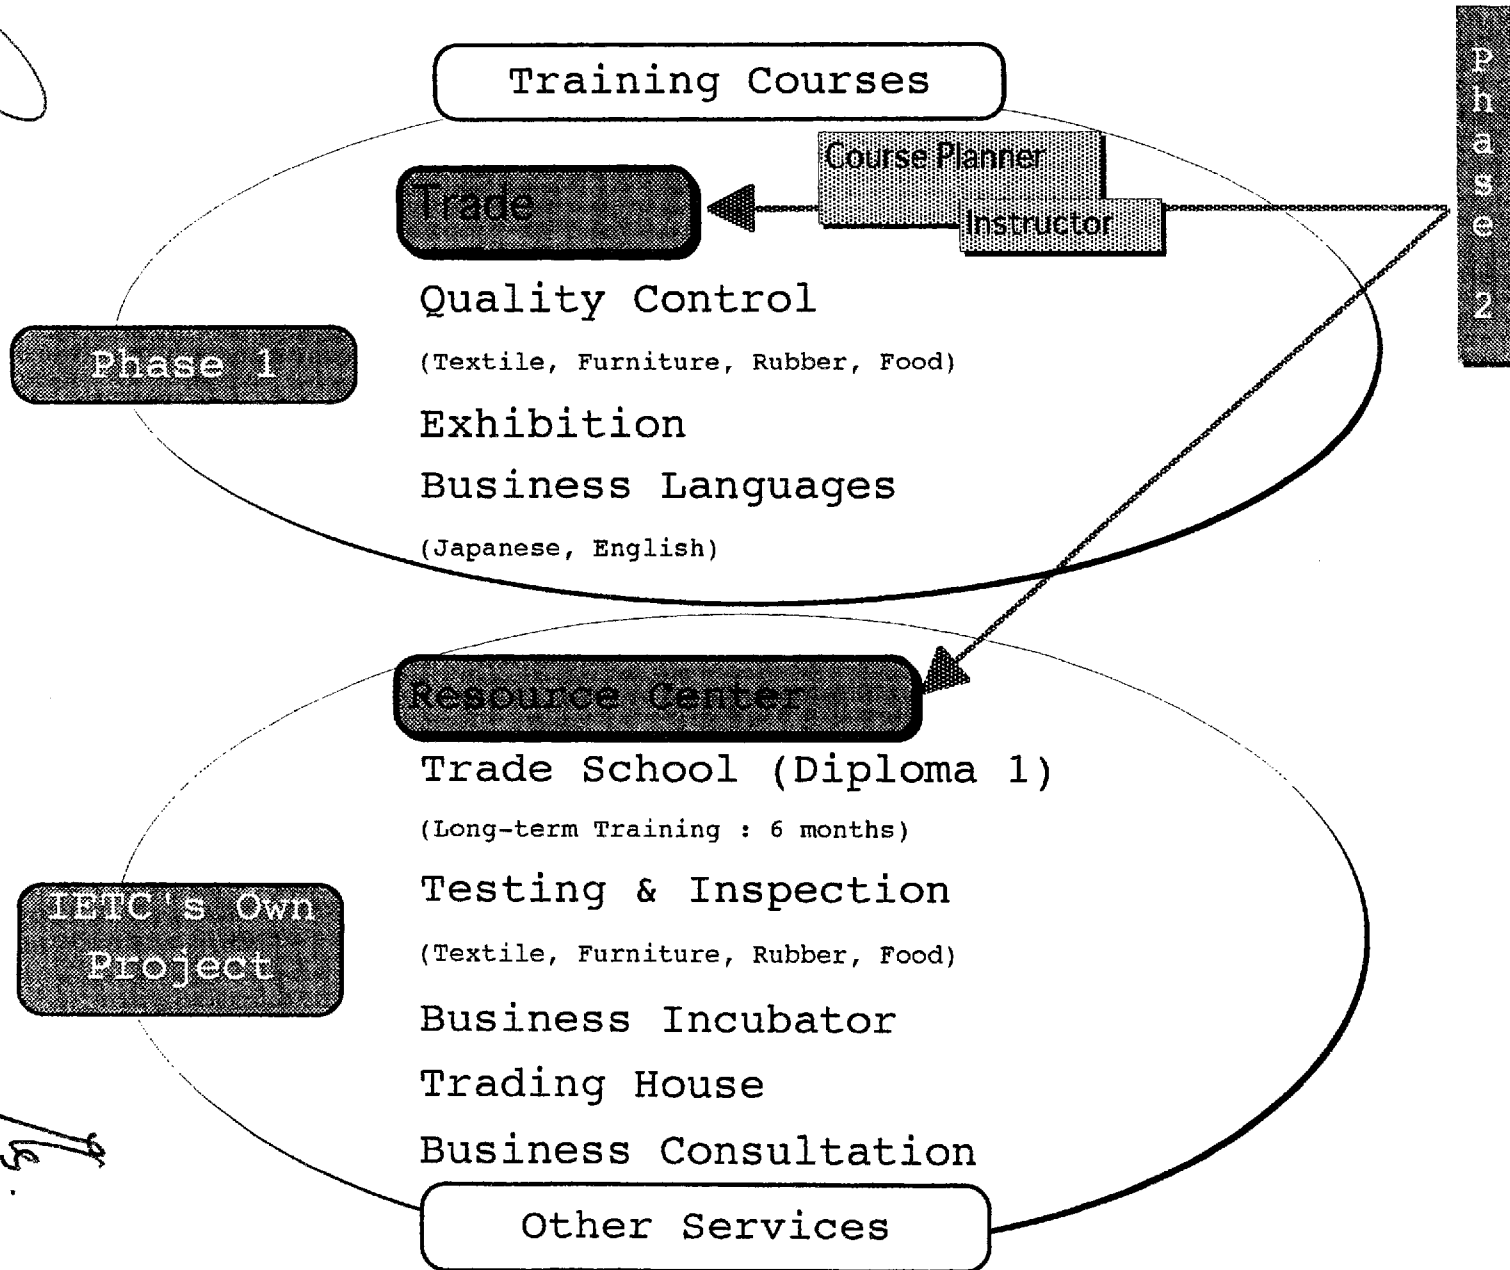 Training Courses
Phase 2
Course Planner
Trade
Instructor
Quality Control
Phase 1
(Textile, Furniture, Rubber, Food)
Exhibition
Business Languages
(Japanese, English)
Resource Center
Trade School (Diploma 1)
(Long-term Training : 6 months)
Testing & Inspection
IETC's Own
Project
(Textile, Furniture, Rubber, Food)
Business Incubator
Trading House
Business Consultation
Other Services